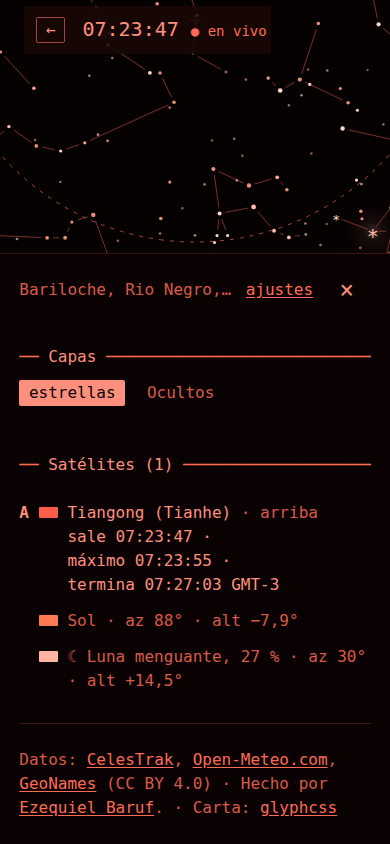 ← 07:23:47 ● en vivo
Bariloche, Rio Negro,… ajustes ×
Capas
estrellas Ocultos
Satélites (1)
A Tiangong (Tianhe) · arriba
sale 07:23:47 ·
máximo 07:23:55 ·
termina 07:27:03 GMT-3
Sol · az 88° · alt −7,9°
☾ Luna menguante, 27 % · az 30°
· alt +14,5°
Datos: CelesTrak, Open-Meteo.com,
GeoNames (CC BY 4.0) · Hecho por
Ezequiel Baruf. · Carta: glyphcss